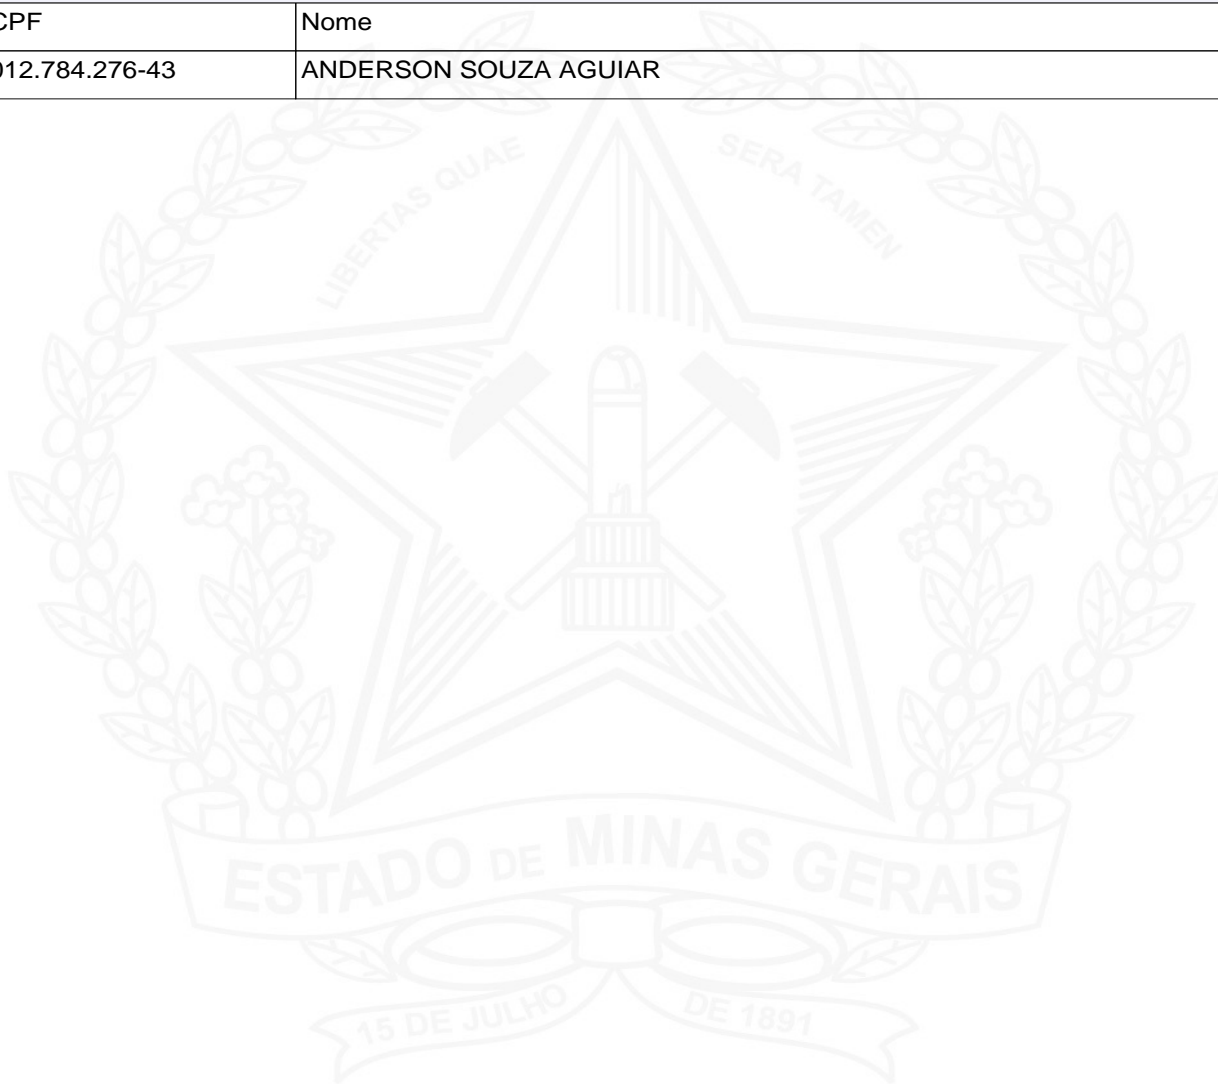 CPF Nome
012.784.276-43 ANDERSON SOUZA AGUIAR
LIBERTAS QUAE SERA TAMEN
ESTADO DE MINAS GERAIS
15 DE JULHO DE 1891